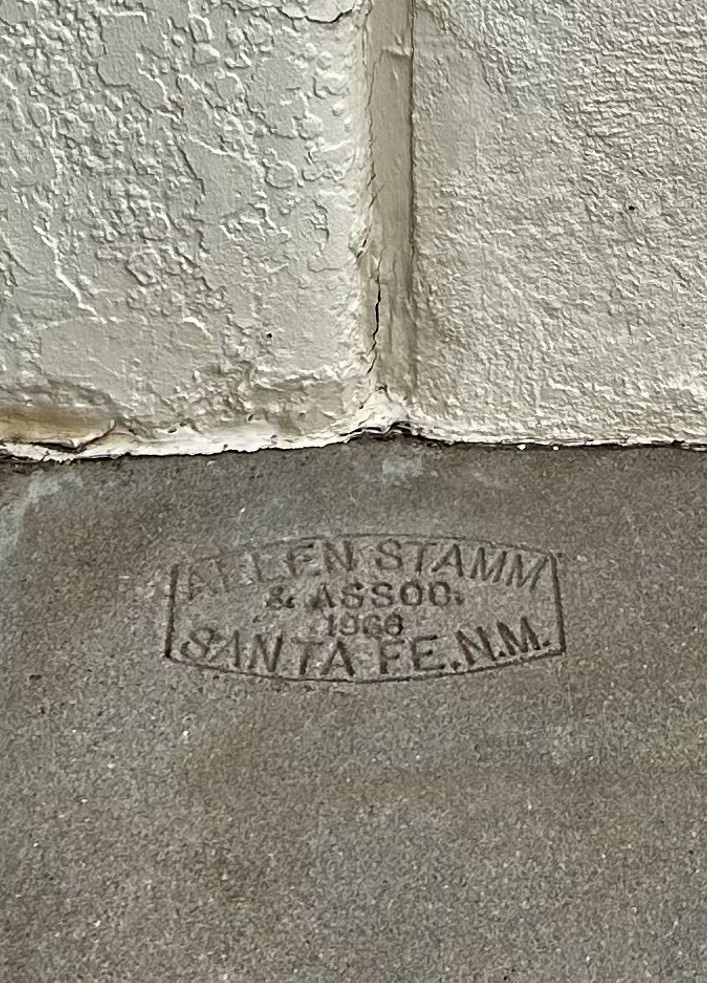 ALLEN STAMM
& ASSOC.
1966
SANTA FE. N.M.